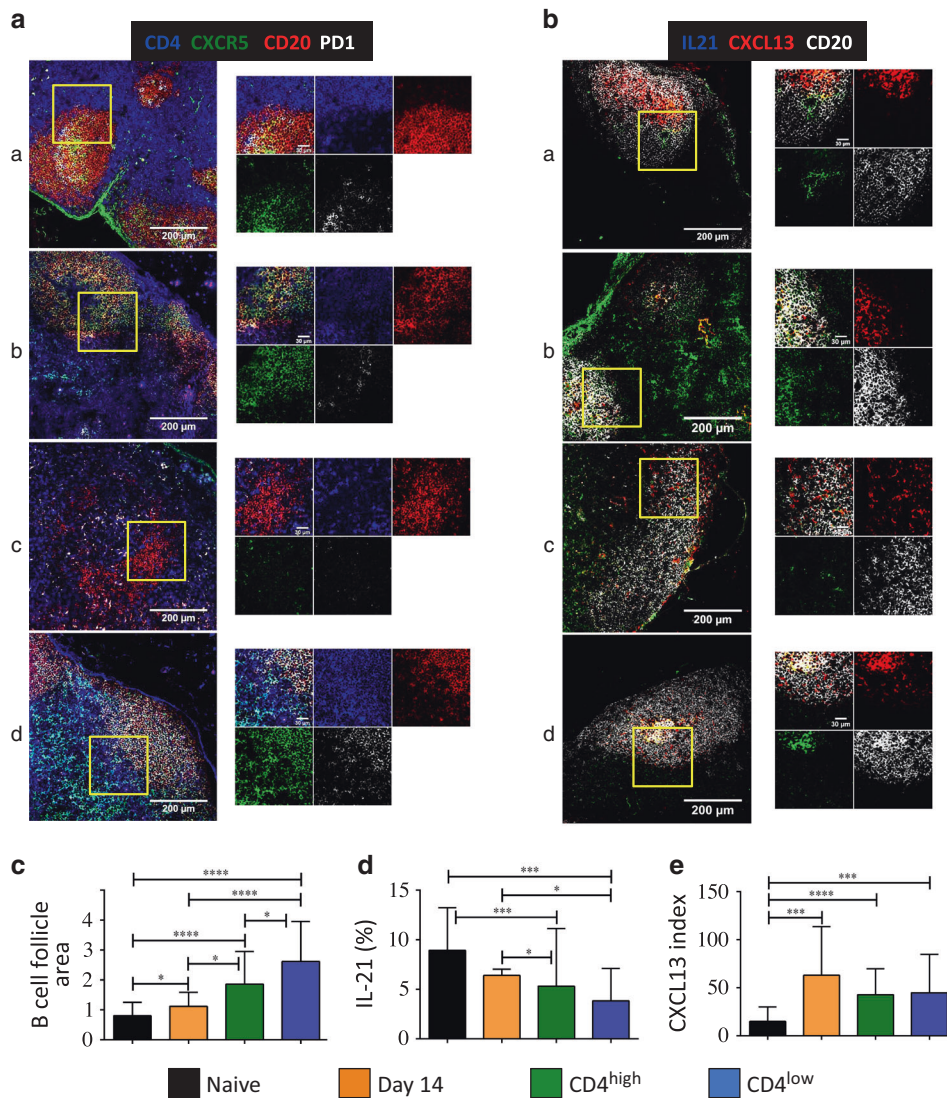 a
b
CD4 CXCR5 CD20 PD1
IL21 CXCL13 CD20
a
30 µm
200 µm
a
30 µm
200 µm
b
30 µm
200 µm
b
30 µm
200 µm
c
30 µm
200 µm
c
200 µm
d
30 µm
200 µm
d
30 µm
200 µm
c
B cell follicle
area
4
3
2
1
0
****
****
*
****
*
*
d
IL-21 (%)
15
10
5
0
***
*
***
*
e
CXCL13 index
150
100
50
0
***
****
***
Naive
Day 14
CD4high
CD4low